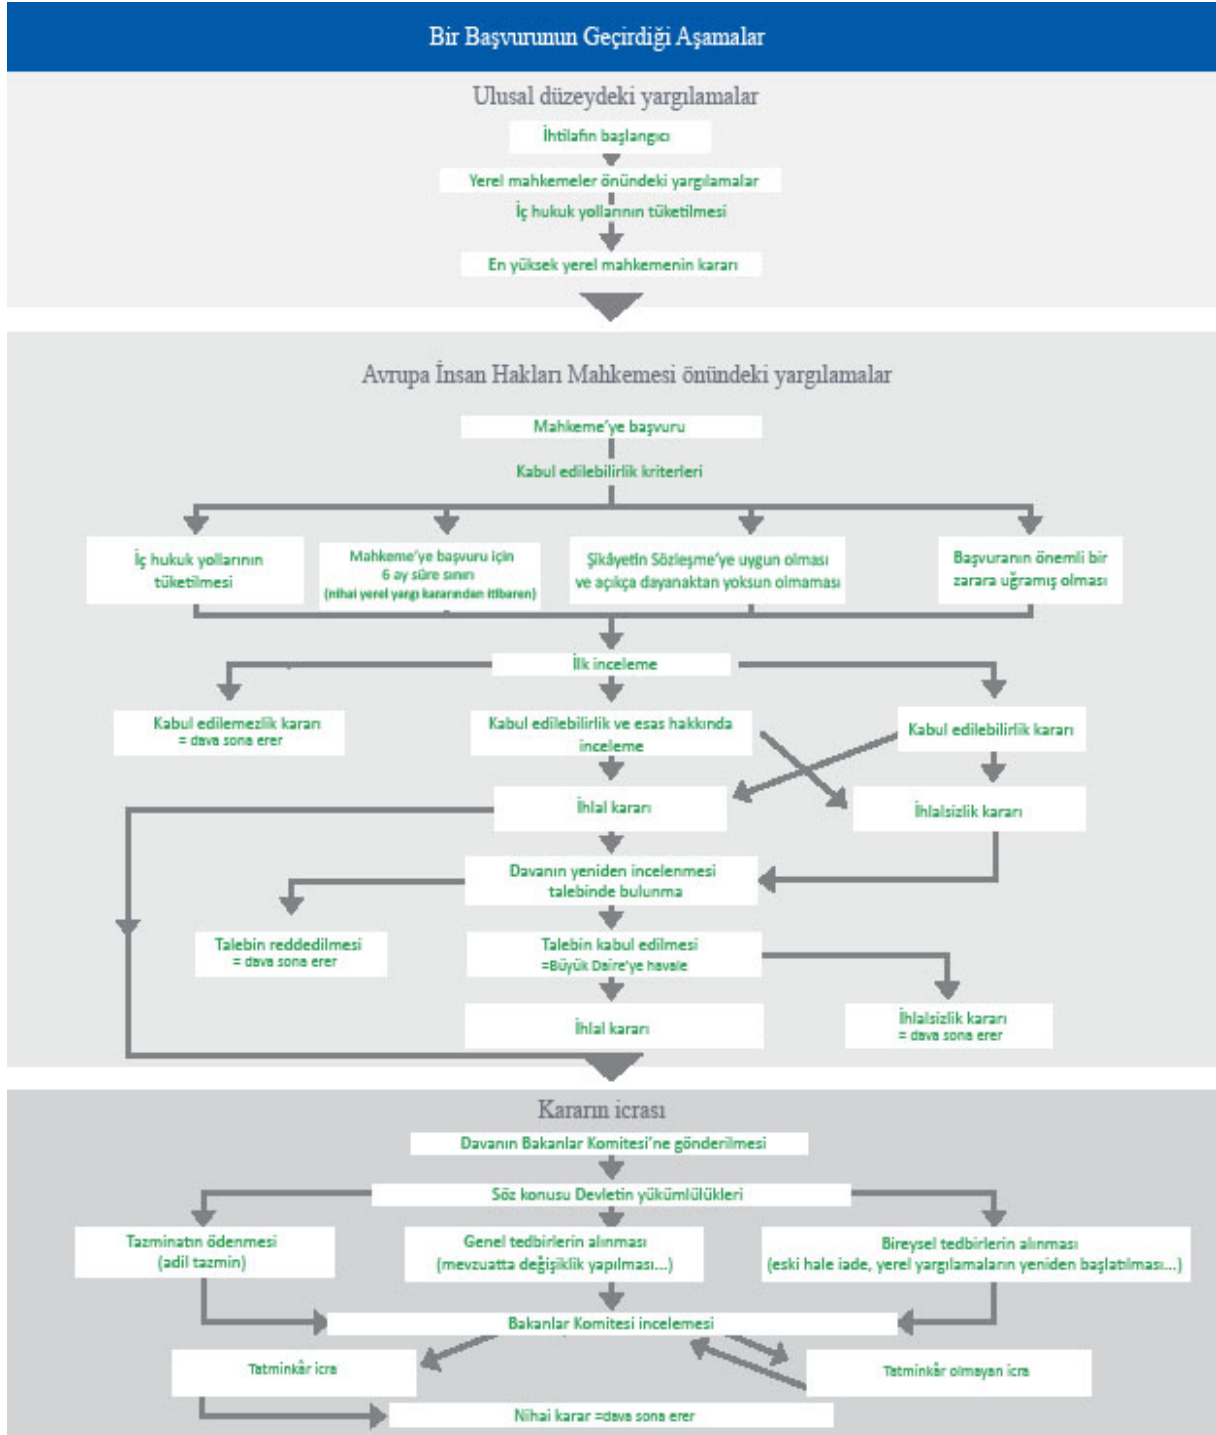 Bir Başvurunun Geçirdiği Aşamalar
Ulusal düzeydeki yargılamalar
İhtilafın başlangıcı
Yerel mahkemeler önündeki yargılamalar
İç hukuk yollarının tüketilmesi
En yüksek yerel mahkemenin kararı
Avrupa İnsan Hakları Mahkemesi önündeki yargılamalar
Mahkeme'ye başvuru
Kabul edilebilirlik kriterleri
İç hukuk yollarının
tüketilmesi
Mahkeme'ye başvuru için
6 ay süre sınırı
(nihai yerel yargı kararından itibaren)
Şikâyetin Sözleşme'ye uygun olması
ve açıkça dayanaktan yoksun olmaması
Başvuranın önemli bir
zarara uğramış olması
İlk inceleme
Kabul edilemezlik kararı
= dava sona erer
Kabul edilebilirlik ve esas hakkında
inceleme
Kabul edilebilirlik kararı
İhlal kararı
İhlalsizlik kararı
Davanın yeniden incelenmesi
talebinde bulunma
Talebin reddedilmesi
= dava sona erer
Talebin kabul edilmesi
=Büyük Daire'ye havale
İhlal kararı
İhlalsizlik kararı
= dava sona erer
Kararın icrası
Davanın Bakanlar Komitesi'ne gönderilmesi
Söz konusu Devletin yükümlülükleri
Tazminatın ödenmesi
(adil tazmin)
Genel tedbirlerin alınması
(mevzuatta değişiklik yapılması...)
Bireysel tedbirlerin alınması
(eski hale iade, yerel yargılamaların yeniden başlatılması...)
Bakanlar Komitesi incelemesi
Tatminkâr icra
Tatminkâr olmayan icra
Nihai karar =dava sona erer